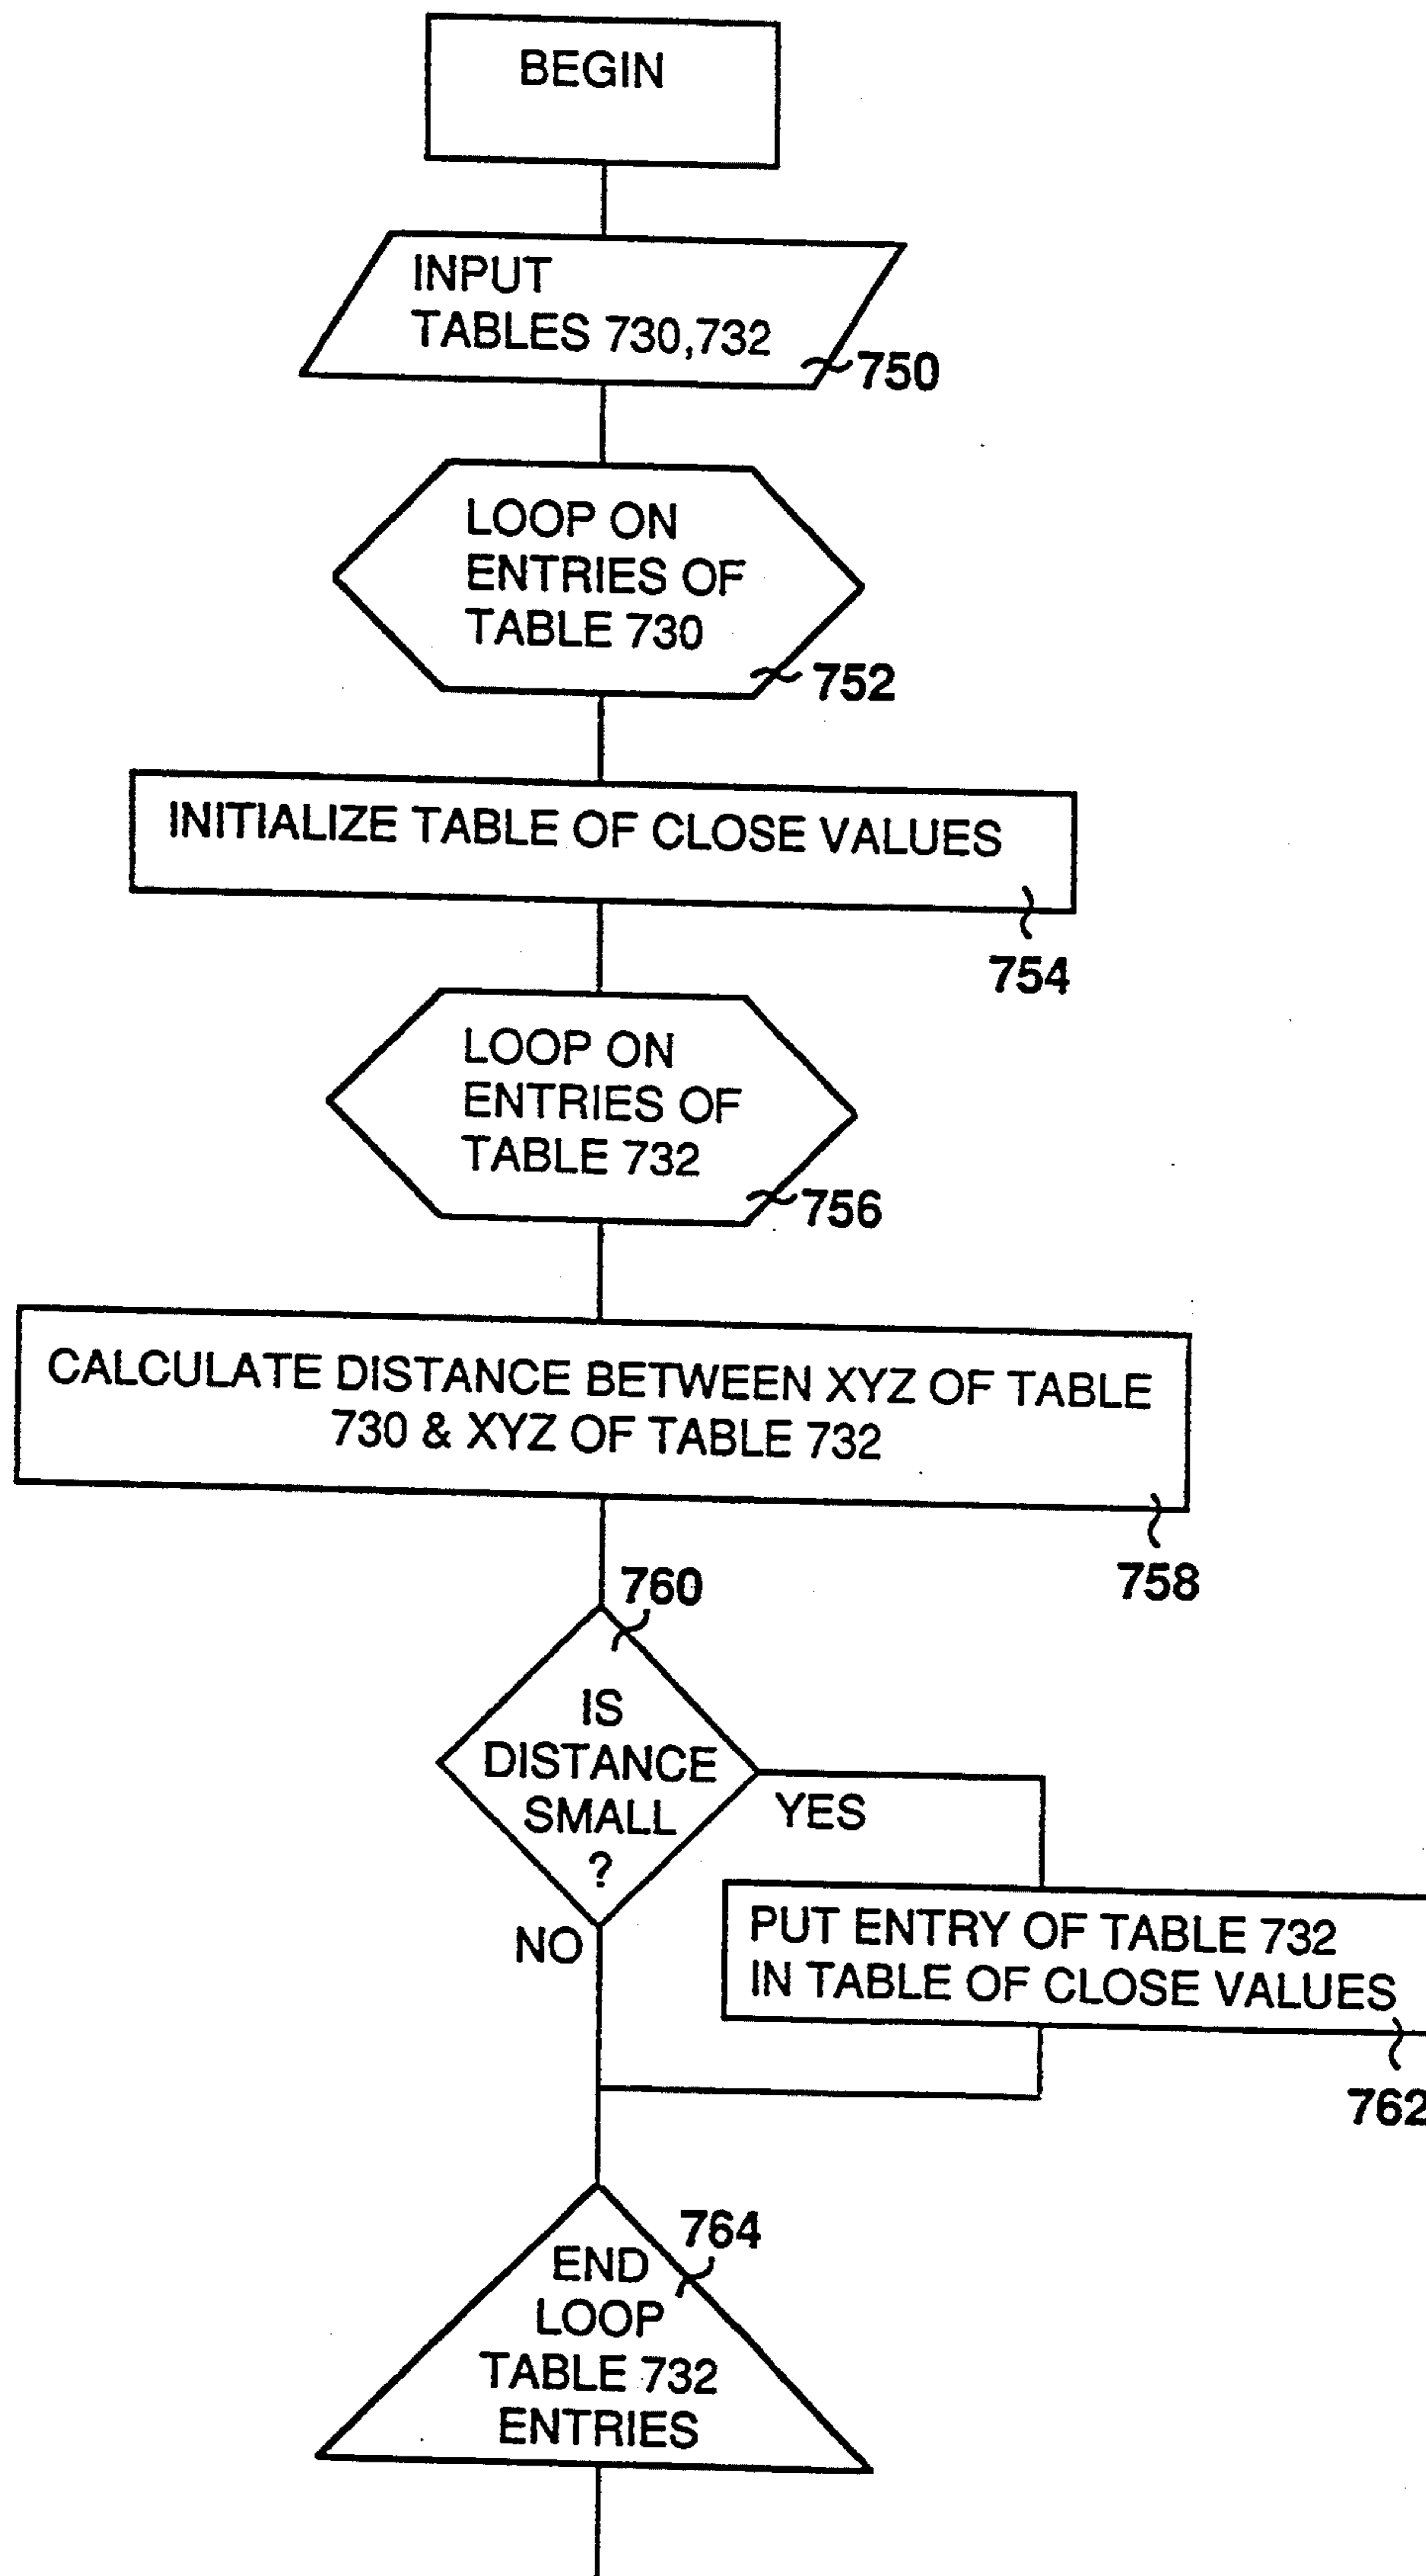 BEGIN
INPUT
TABLES 730,732
750
LOOP ON
ENTRIES OF
TABLE 730
752
INITIALIZE TABLE OF CLOSE VALUES
754
LOOP ON
ENTRIES OF
TABLE 732
756
CALCULATE DISTANCE BETWEEN XYZ OF TABLE
730 & XYZ OF TABLE 732
758
760
IS
DISTANCE
SMALL
?
YES
NO
PUT ENTRY OF TABLE 732
IN TABLE OF CLOSE VALUES
762
764
END
LOOP
TABLE 732
ENTRIES